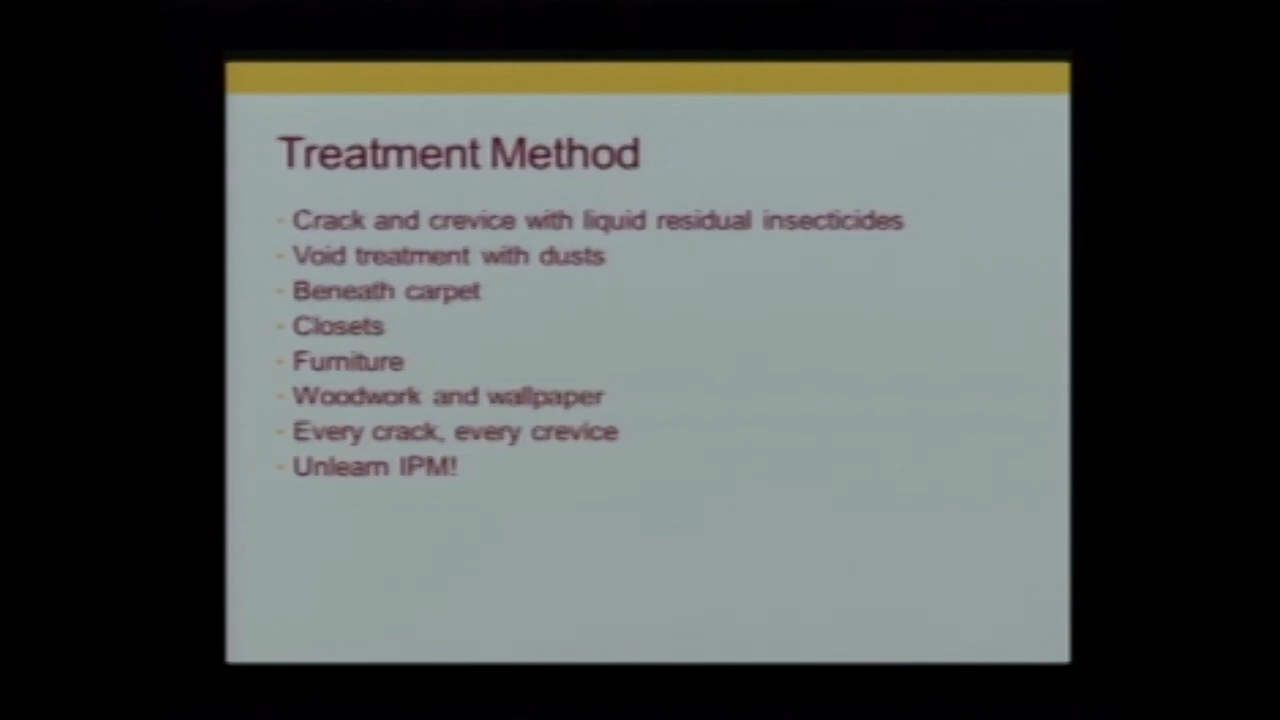 Treatment Method
- Crack and crevice with liquid residual insecticides
- Void treatment with dusts
- Beneath carpet
- Closets
- Furniture
- Woodwork and wallpaper
- Every crack, every crevice
- Unlearn IPM!